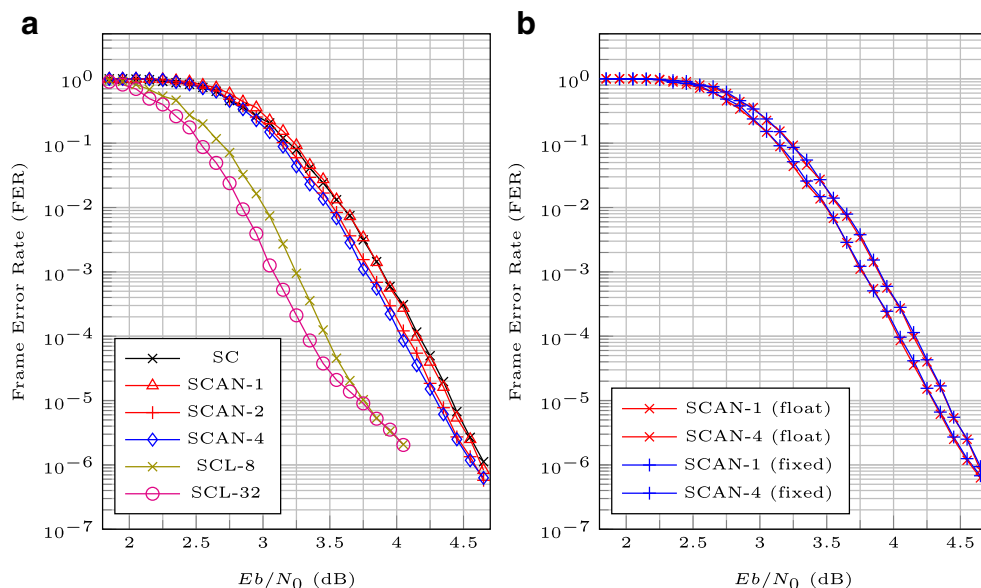 a
Frame Error Rate (FER)
10^0
10^−1
10^−2
10^−3
10^−4
10^−5
10^−6
10^−7
SC
SCAN-1
SCAN-2
SCAN-4
SCL-8
SCL-32
2 2.5 3 3.5 4 4.5
Eb/N_0 (dB)
b
Frame Error Rate (FER)
10^0
10^−1
10^−2
10^−3
10^−4
10^−5
10^−6
10^−7
SCAN-1 (float)
SCAN-4 (float)
SCAN-1 (fixed)
SCAN-4 (fixed)
2 2.5 3 3.5 4 4.5
Eb/N_0 (dB)